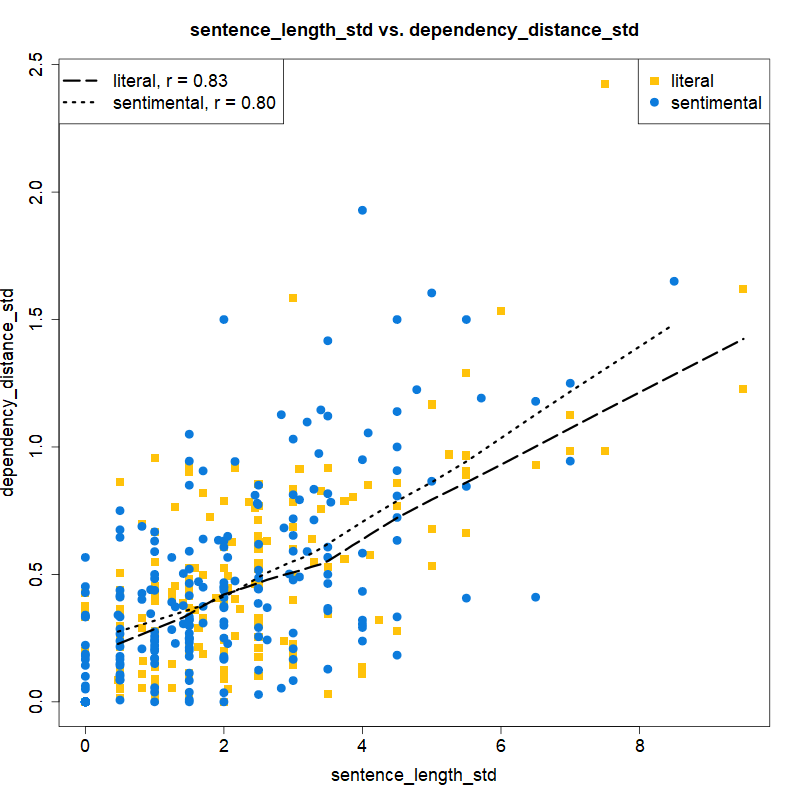 sentence_length_std vs. dependency_distance_std
literal, r = 0.83
sentimental, r = 0.80
literal
sentimental
dependency_distance_std
2.5
2.0
1.5
1.0
0.5
0.0
0 2 4 6 8
sentence_length_std